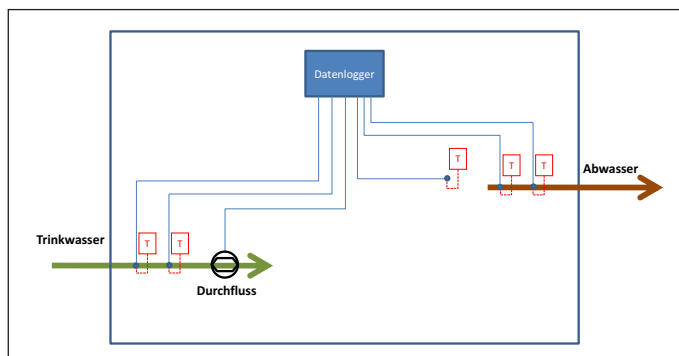 Datenlogger
T
T
T
Abwasser
Trinkwasser
T
T
Durchfluss